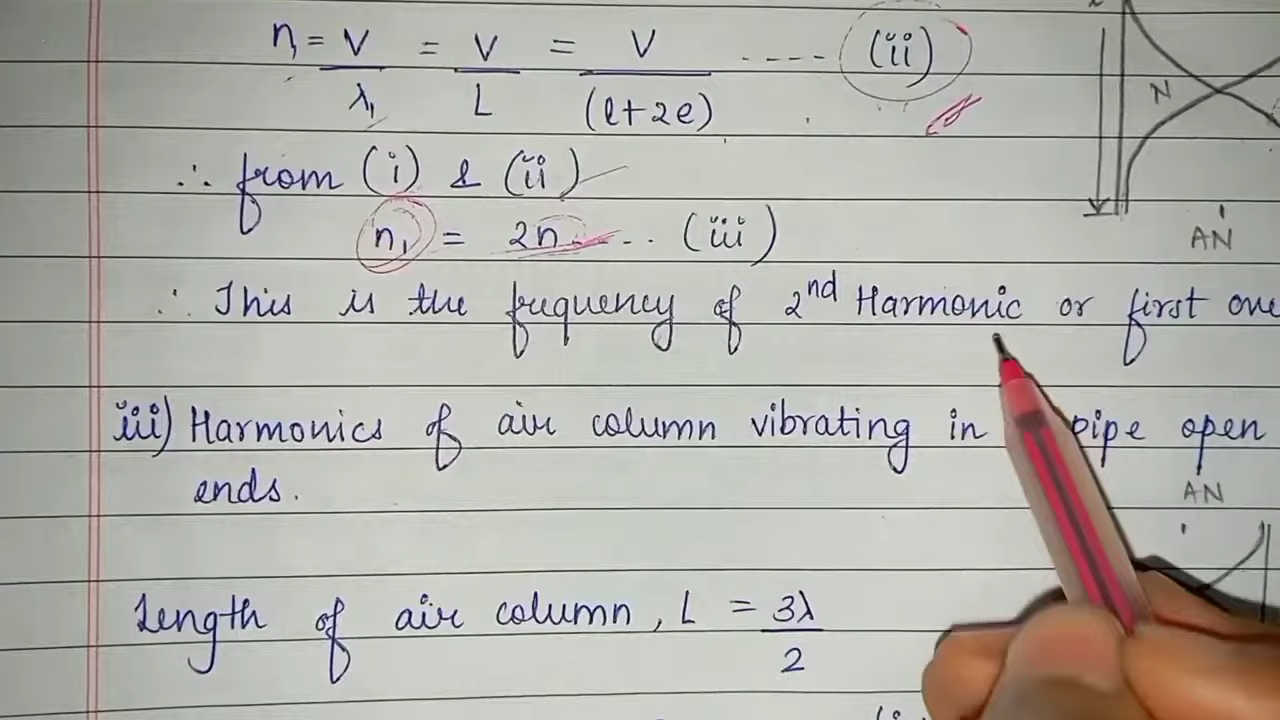 n₁ = V/λ₁ = V/L = V/(l+2e) ---- (ii)
N
∴ from (i) & (ii)
n₁ = 2n .... (iii)
AN
∴ This is the frequency of 2nd Harmonic or first
iii) Harmonics of air column vibrating in pipe open
ends.
AN
Length of air column, L = 3λ/2